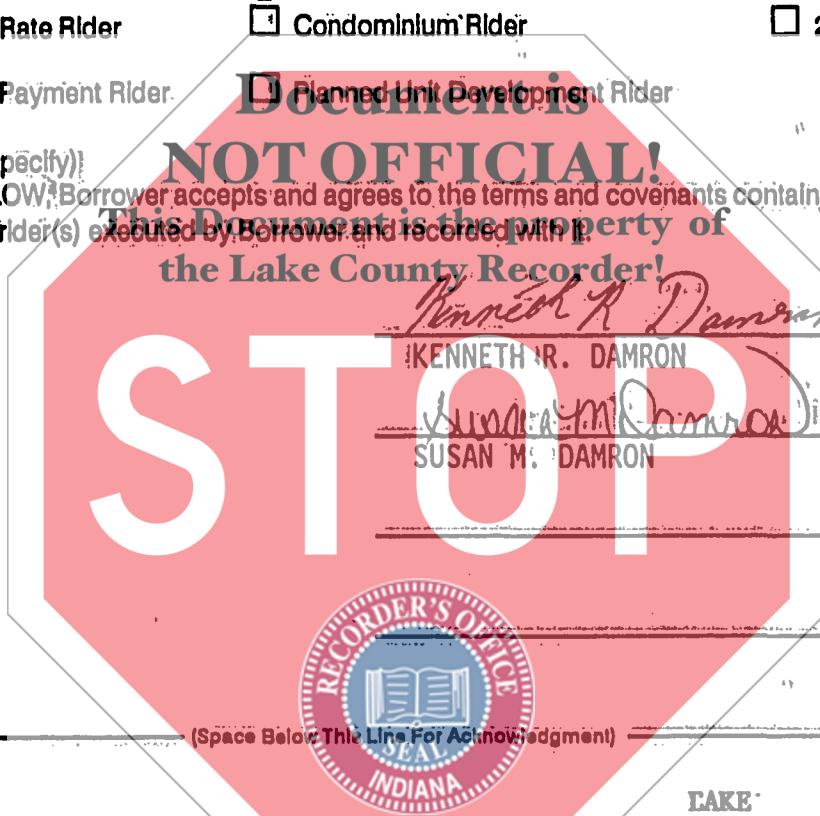 Rate Rider Condominium Rider 2
Payment Rider Planned Unit Development Rider
Document is
NOT OFFICIAL!
pecify)]
LOW, Borrower accepts and agrees to the terms and covenants contain
rider(s) executed by Borrower and recorded with it.
This Document is the property of
the Lake County Recorder!
Kenneth R Damron
KENNETH R. DAMRON
STOP
Susan M Damron
SUSAN M. DAMRON
RECORDER'S OFFICE
(Space Below This Line For Acknowledgment)
SEAL
INDIANA
LAKE